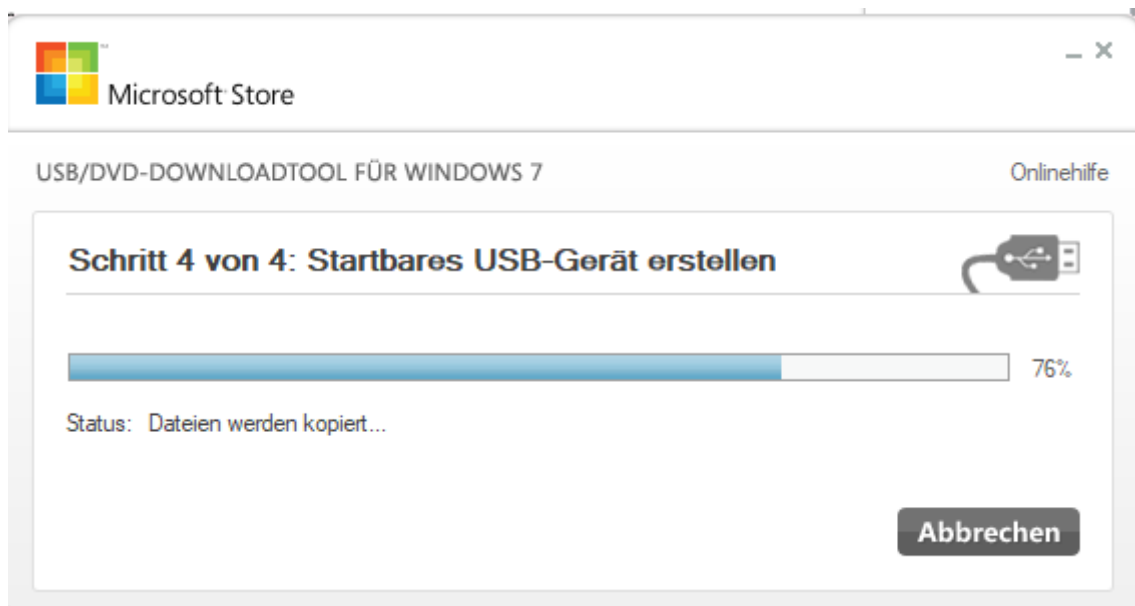 Microsoft Store
USB/DVD-DOWNLOADTOOL FÜR WINDOWS 7
Onlinehilfe
Schritt 4 von 4: Startbares USB-Gerät erstellen
76%
Status: Dateien werden kopiert...
Abbrechen